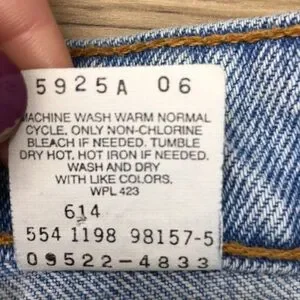 5925A 06
MACHINE WASH WARM NORMAL
CYCLE, ONLY NON-CHLORINE
BLEACH IF NEEDED. TUMBLE
DRY HOT. HOT IRON IF NEEDED.
WASH AND DRY
WITH LIKE COLORS.
WPL 423
614
554 1198 98157-5
09522-4833